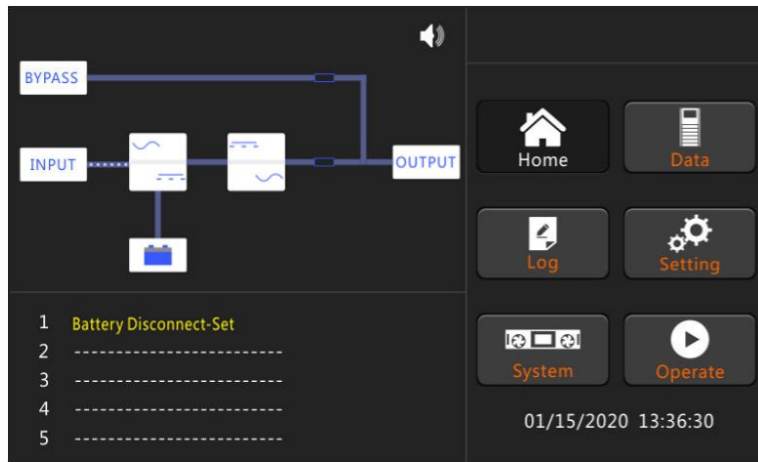 BYPASS
INPUT
OUTPUT
1 Battery Disconnect-Set
2 -------------------------
3 -------------------------
4 -------------------------
5 -------------------------
Home
Data
Log
Setting
System
Operate
01/15/2020 13:36:30